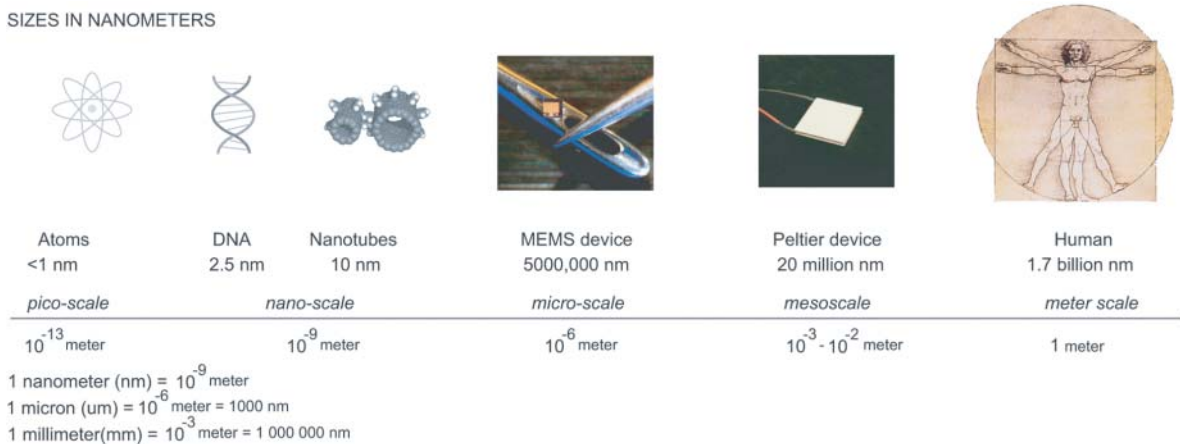 SIZES IN NANOMETERS
Atoms DNA Nanotubes MEMS device Peltier device Human
<1 nm 2.5 nm 10 nm 5000,000 nm 20 million nm 1.7 billion nm
pico-scale nano-scale micro-scale mesoscale meter scale
10⁻¹³ meter 10⁻⁹ meter 10⁻⁶ meter 10⁻³ - 10⁻² meter 1 meter
1 nanometer (nm) = 10⁻⁹ meter
1 micron (um) = 10⁻⁶ meter = 1000 nm
1 millimeter(mm) = 10⁻³ meter = 1 000 000 nm